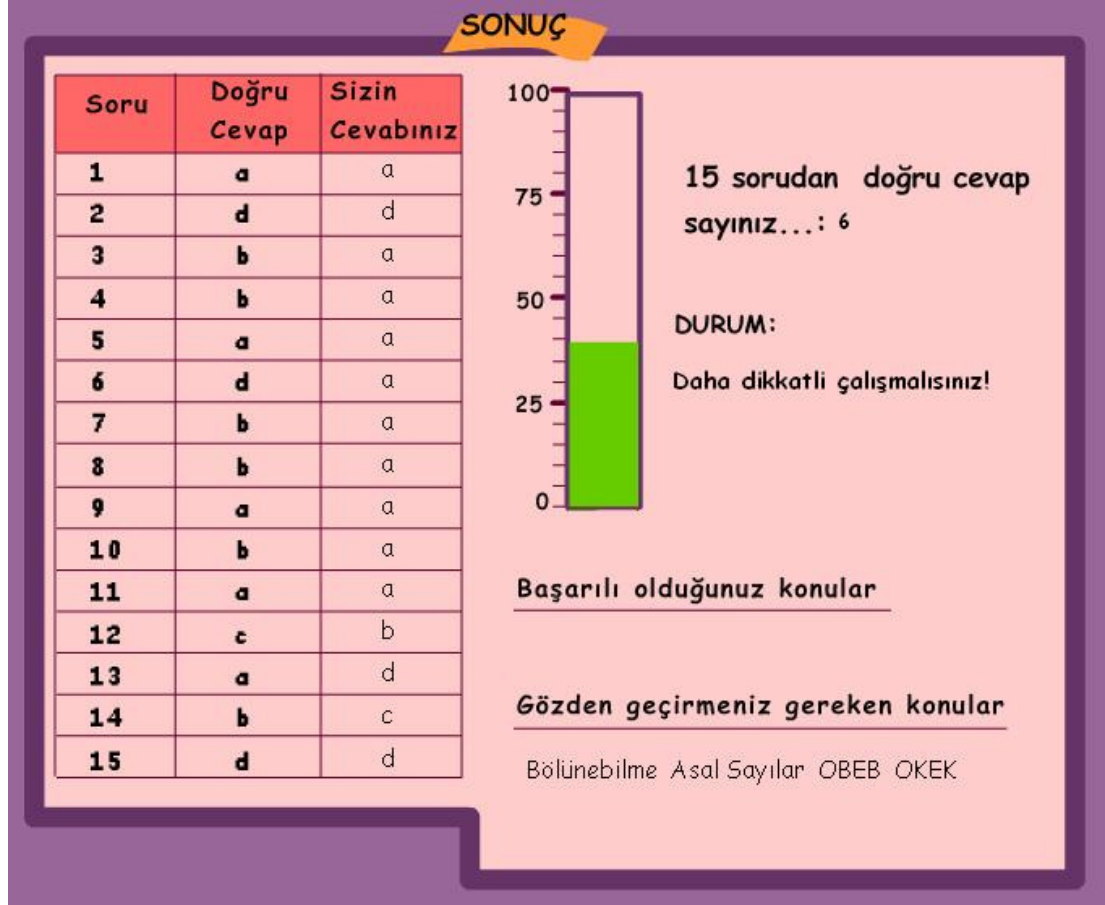 SONUÇ
Soru Doğru Cevap Sizin Cevabınız
1 a a
2 d d
3 b a
4 b a
5 a a
6 d a
7 b a
8 b a
9 a a
10 b a
11 a a
12 c b
13 a d
14 b c
15 d d
100
75
50
25
0
15 sorudan doğru cevap
sayınız...: 6
DURUM:
Daha dikkatli çalışmalısınız!
Başarılı olduğunuz konular
Gözden geçirmeniz gereken konular
Bölünebilme Asal Sayılar OBEB OKEK